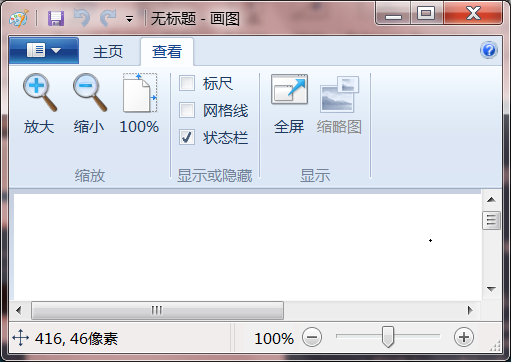 无标题 - 画图
主页 查看
放大 缩小 100%
标尺
网格线
状态栏
全屏 缩略图
缩放 显示或隐藏 显示
416, 46像素 100%